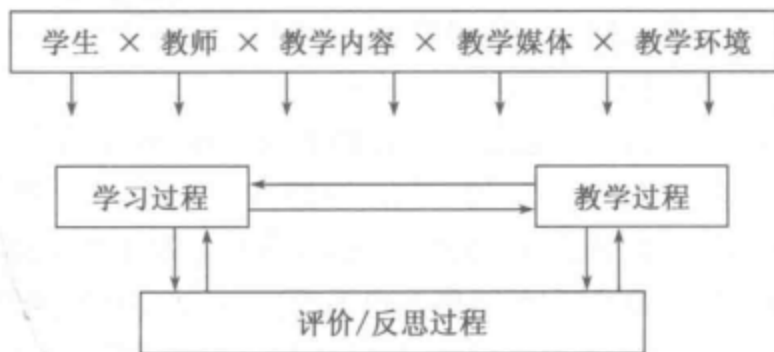 学生 × 教师 × 教学内容 × 教学媒体 × 教学环境
学习过程
教学过程
评价/反思过程